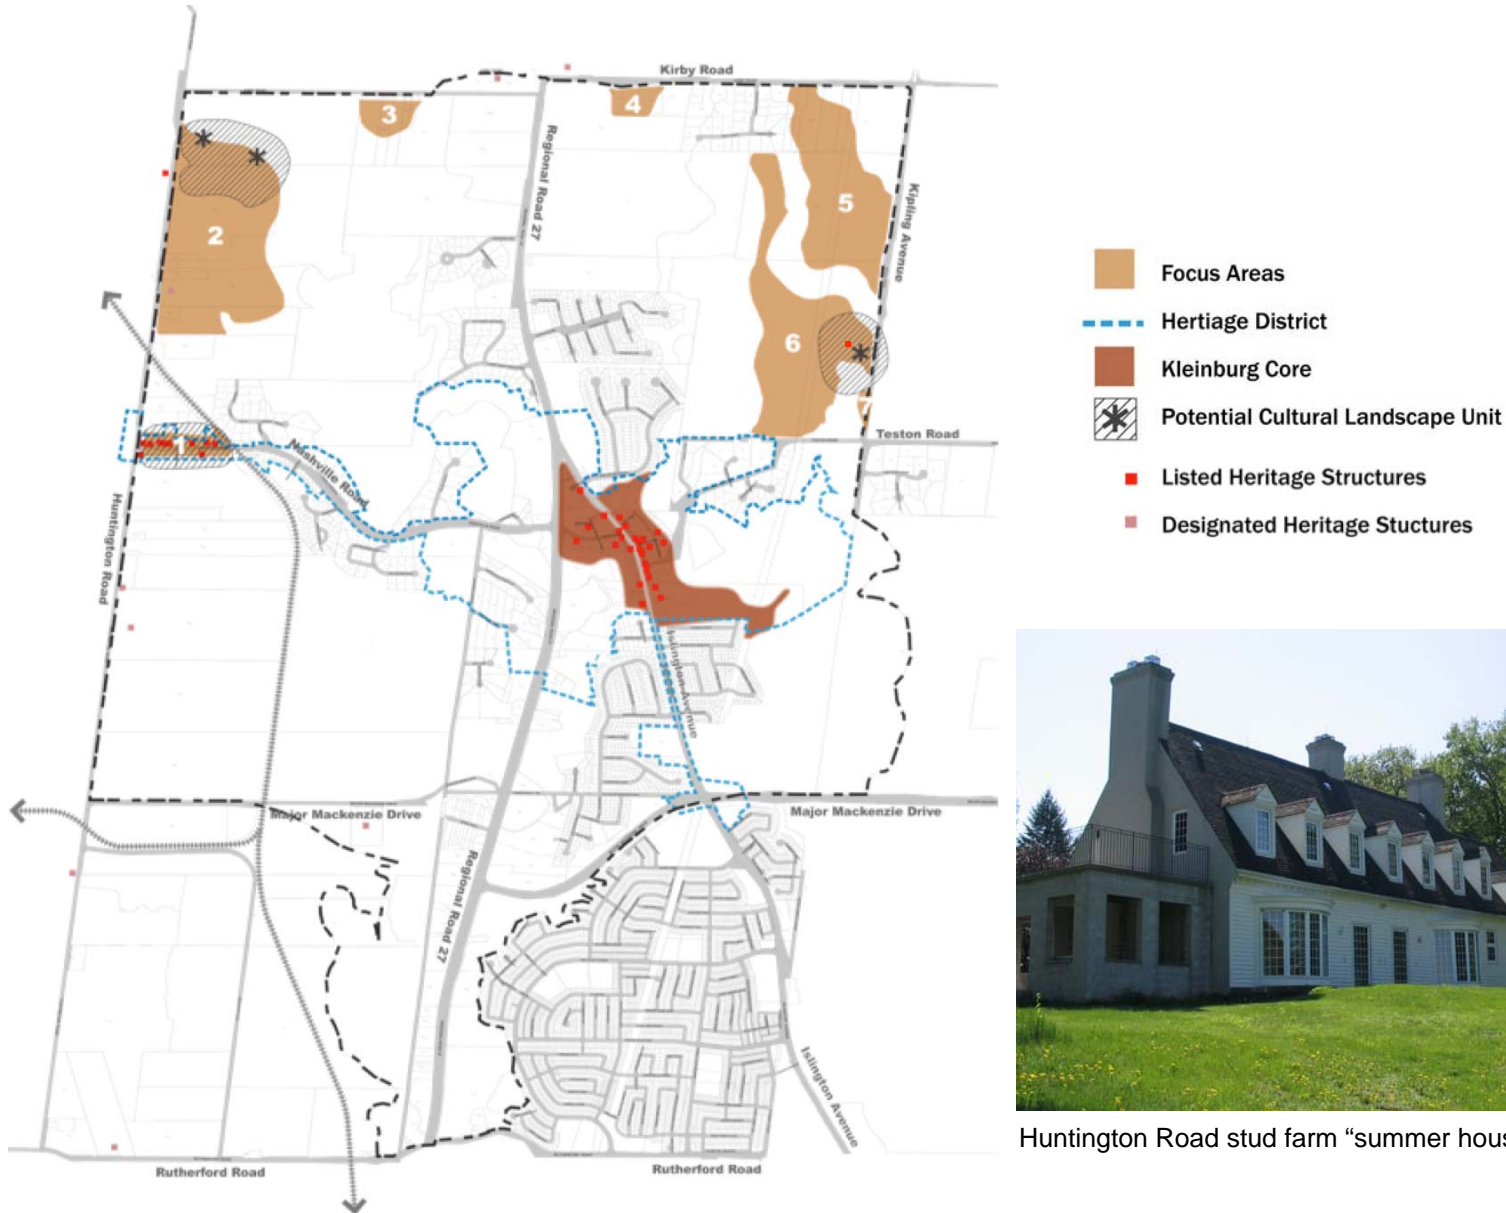 Kirby Road
3
4
Regional Road 27
5
Kipling Avenue
2
6
7
Teston Road
1
Nashville Road
Huntington Road
Islington Avenue
Major Mackenzie Drive
Major Mackenzie Drive
Regional Road 27
Islington Avenue
Rutherford Road
Rutherford Road
Focus Areas
Hertiage District
Kleinburg Core
Potential Cultural Landscape Unit
Listed Heritage Structures
Designated Heritage Stuctures
Huntington Road stud farm “summer hous